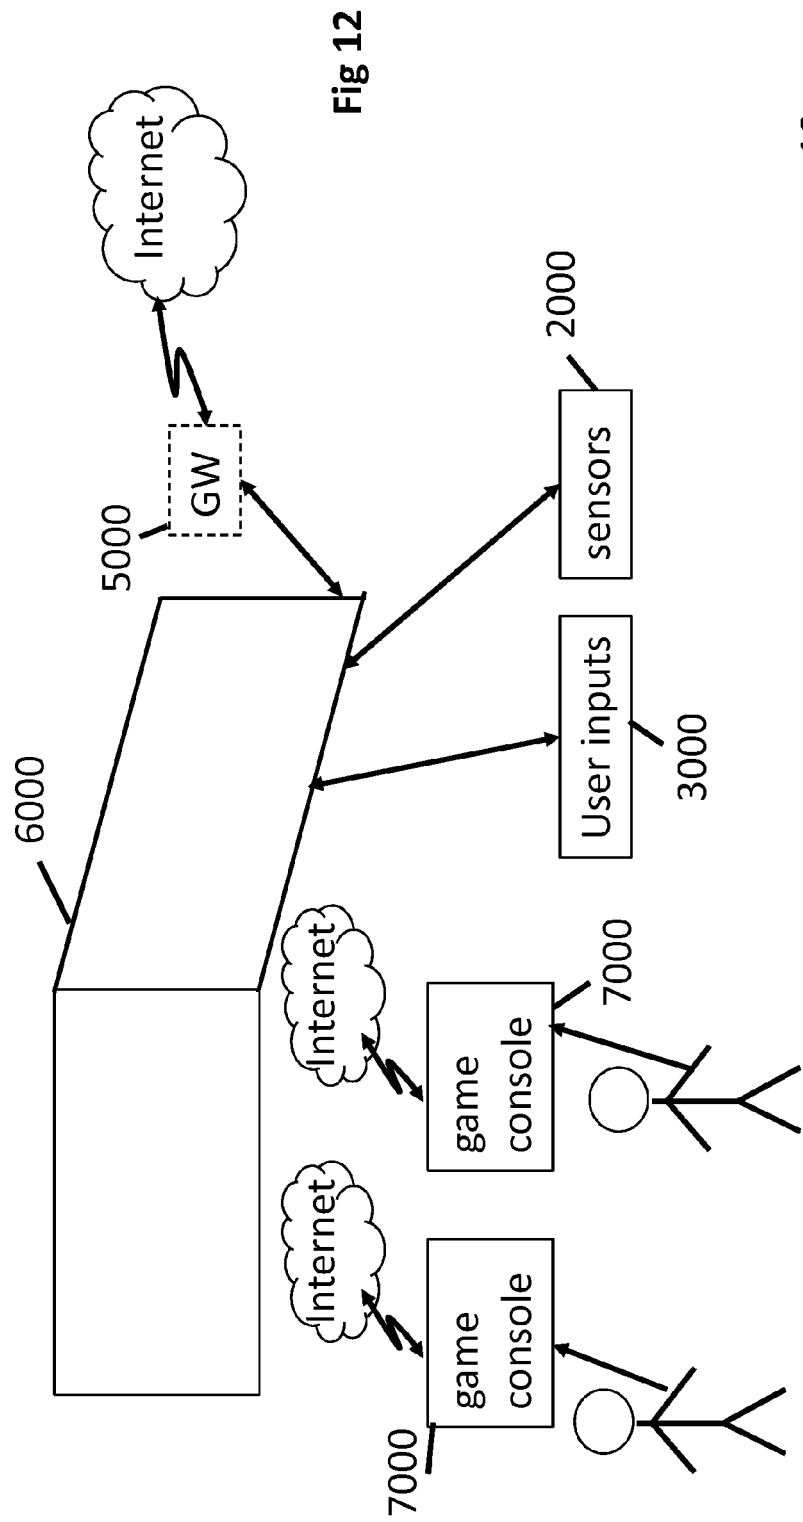 6000
5000
Internet
GW
Internet
Internet
Fig 12
7000
game
console
game
console
7000
User inputs
3000
sensors
2000